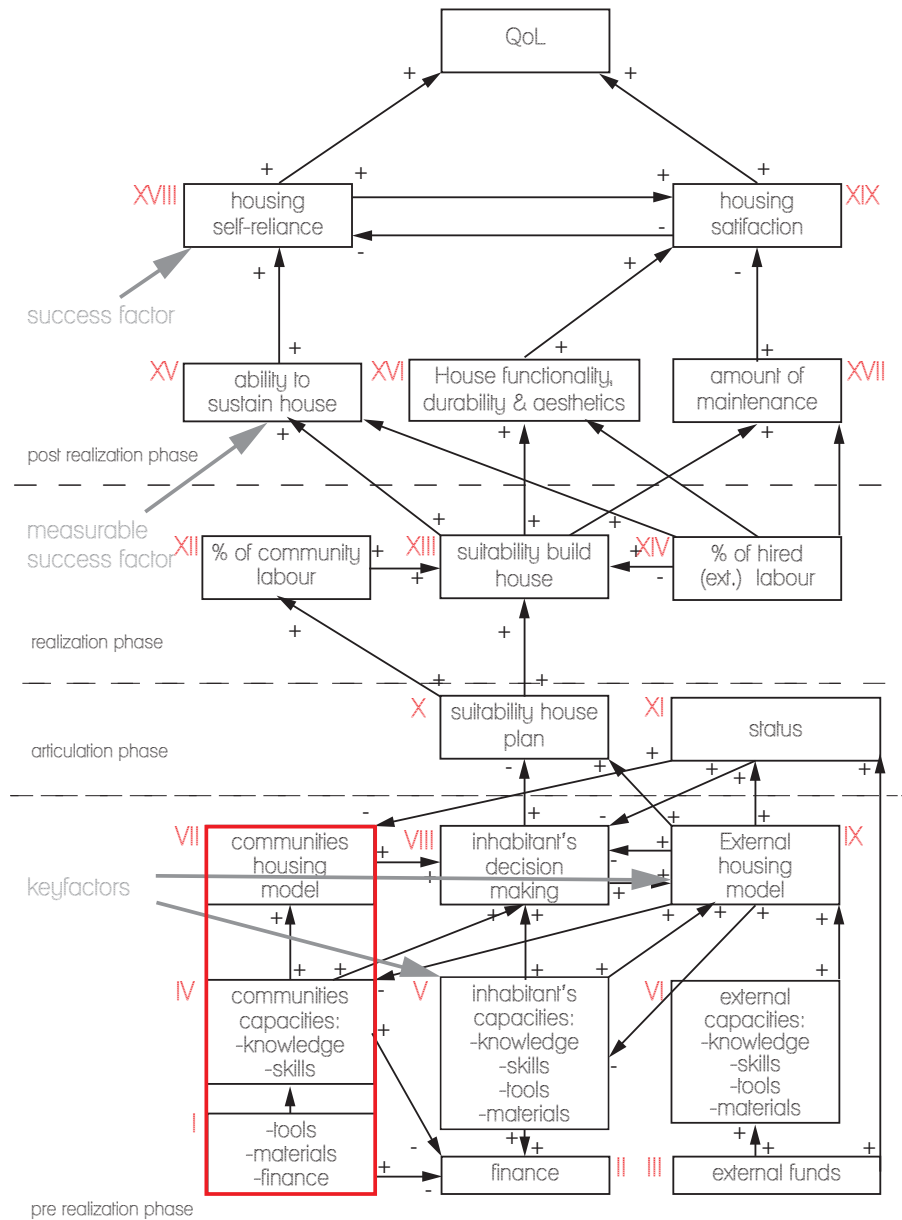 QoL
+ +
+ + + +
XVIII housing self-reliance
housing satifaction XIX
- -
+ + -
success factor
+ + +
XV ability to sustain house
XVI House functionality, durability & aesthetics
amount of maintenance XVII
+ + +
post realization phase
measurable success factor
+ + +
XII % of community labour
+ +
XIII suitability build house
+ -
XIV % of hired (ext.) labour
+ +
realization phase
+ +
X suitability house plan
XI status
articulation phase
- + + + + +
- + - + +
VII communities housing model
+ +
VIII inhabitant's decision making
+ - + +
External housing model IX
keyfactors
+ + + + + + +
+ + + + +
IV communities capacities:
-knowledge
-skills
- +
V inhabitant's capacities:
-knowledge
-skills
-tools
-materials
-
VI external capacities:
-knowledge
-skills
-tools
-materials
I -tools
-materials
-finance
+ -
- + +
finance II
+ + +
III external funds
pre realization phase